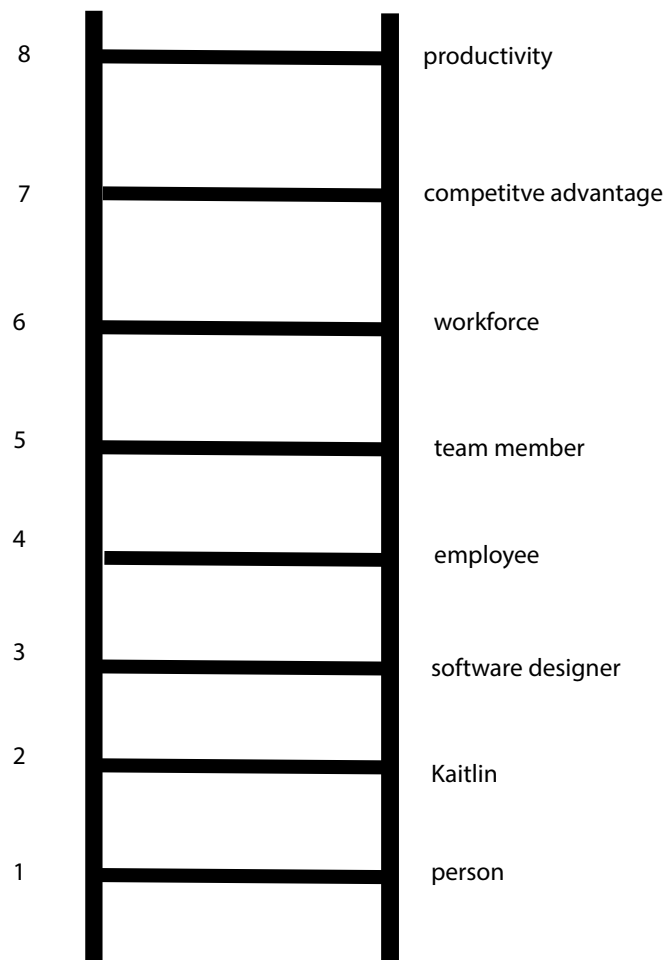 8 productivity
7 competitve advantage
6 workforce
5 team member
4 employee
3 software designer
2 Kaitlin
1 person